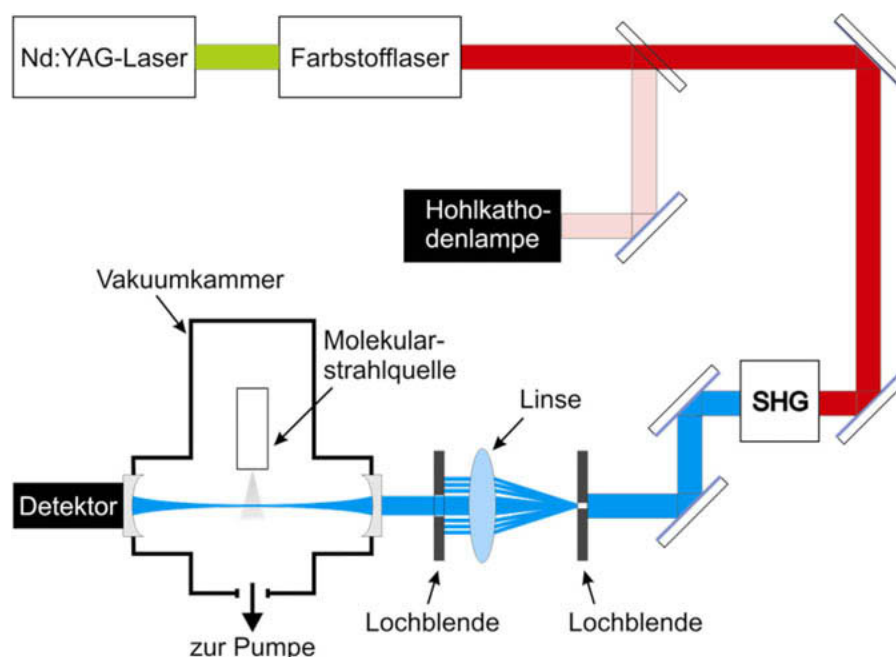 Nd:YAG-Laser
Farbstofflaser
Hohlkatho-
denlampe
Vakuumkammer
Molekular-
strahlquelle
Linse
SHG
Detektor
Lochblende
Lochblende
zur Pumpe